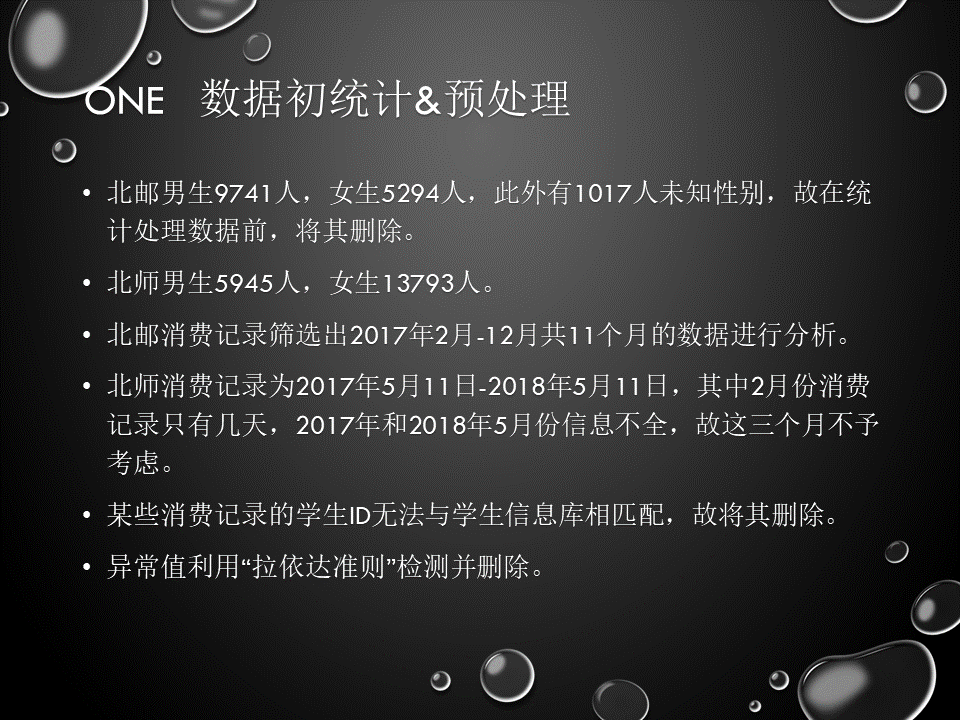 ONE 数据初统计&预处理
• 北邮男生9741人，女生5294人，此外有1017人未知性别，故在统
计处理数据前，将其删除。
• 北师男生5945人，女生13793人。
• 北邮消费记录筛选出2017年2月-12月共11个月的数据进行分析。
• 北师消费记录为2017年5月11日-2018年5月11日，其中2月份消费
记录只有几天，2017年和2018年5月份信息不全，故这三个月不予
考虑。
• 某些消费记录的学生ID无法与学生信息库相匹配，故将其删除。
• 异常值利用“拉依达准则”检测并删除。